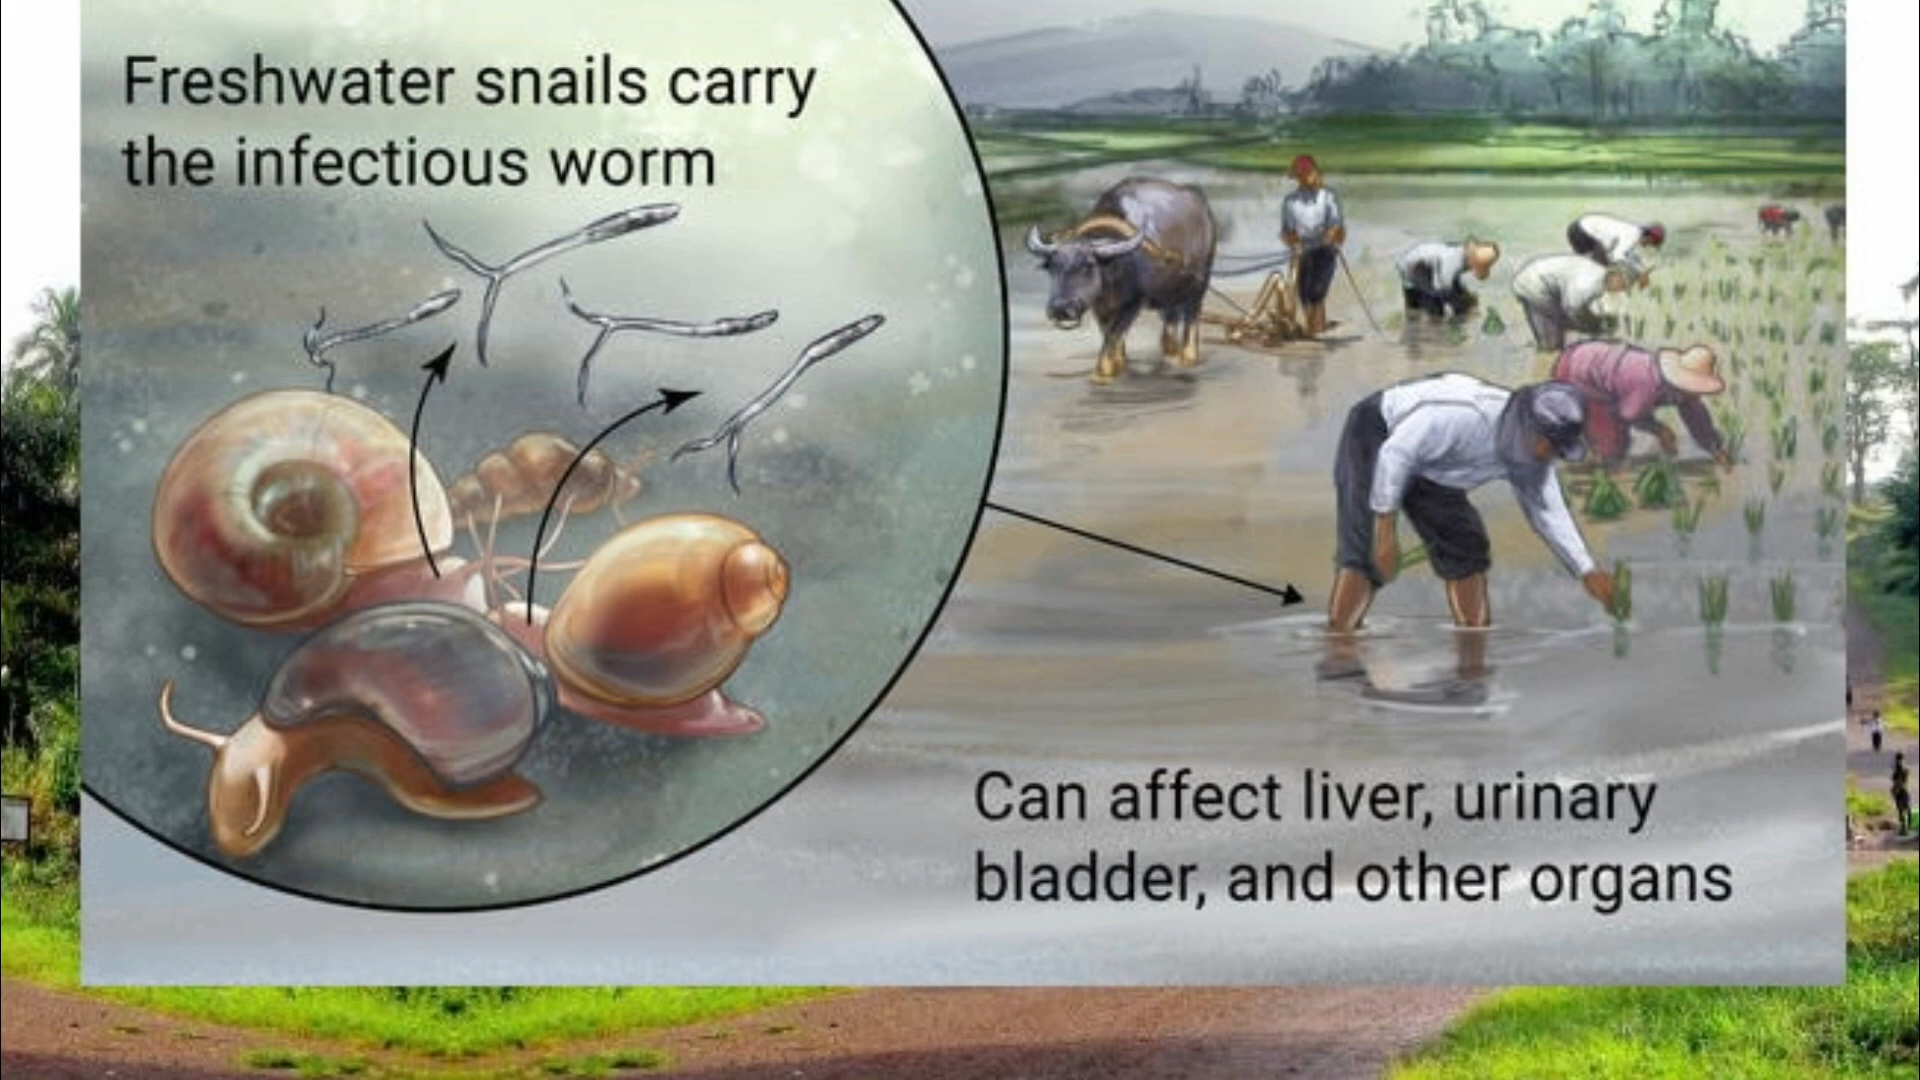 Freshwater snails carry
the infectious worm
Can affect liver, urinary
bladder, and other organs